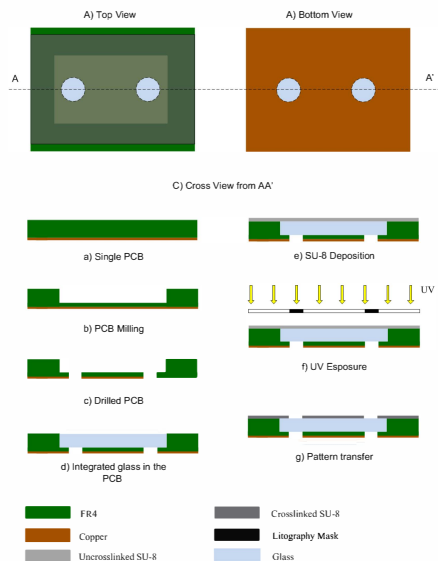 A) Top View
A) Bottom View
A
A'
C) Cross View from AA'
a) Single PCB
e) SU-8 Deposition
UV
b) PCB Milling
f) UV Exposure
c) Drilled PCB
d) Integrated glass in the
PCB
g) Pattern transfer
FR4
Crosslinked SU-8
Copper
Litography Mask
Uncrosslinked SU-8
Glass